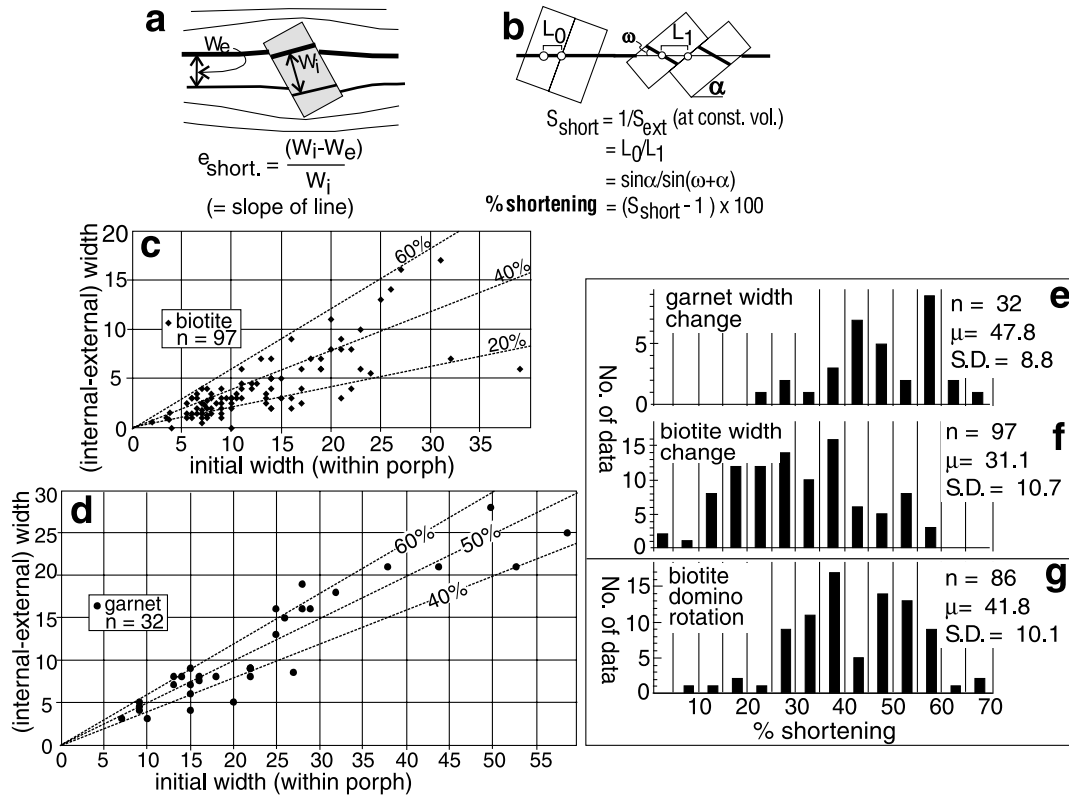 a
We
Wi
e short. = (Wi-We) / Wi
(= slope of line)
b
L0
L1
ω
α
S short = 1/S ext (at const. vol.)
= L0/L1
= sinα/sin(ω+α)
% shortening = (S short - 1 ) x 100
c
(internal-external) width
20
15
10
5
0
60%
40%
20%
biotite
n = 97
0 5 10 15 20 25 30 35
initial width (within porph)
d
(internal-external) width
30
25
20
15
10
5
0
60%
50%
40%
garnet
n = 32
0 5 10 15 20 25 30 35 40 45 50 55
initial width (within porph)
e
garnet width
change
n = 32
μ = 47.8
S.D. = 8.8
5
No. of data
f
biotite width
change
n = 97
μ= 31.1
S.D. = 10.7
15
10
5
0
g
biotite
domino
rotation
n = 86
μ = 41.8
S.D. = 10.1
No. of data
15
10
5
0
10 20 30 40 50 60 70
% shortening